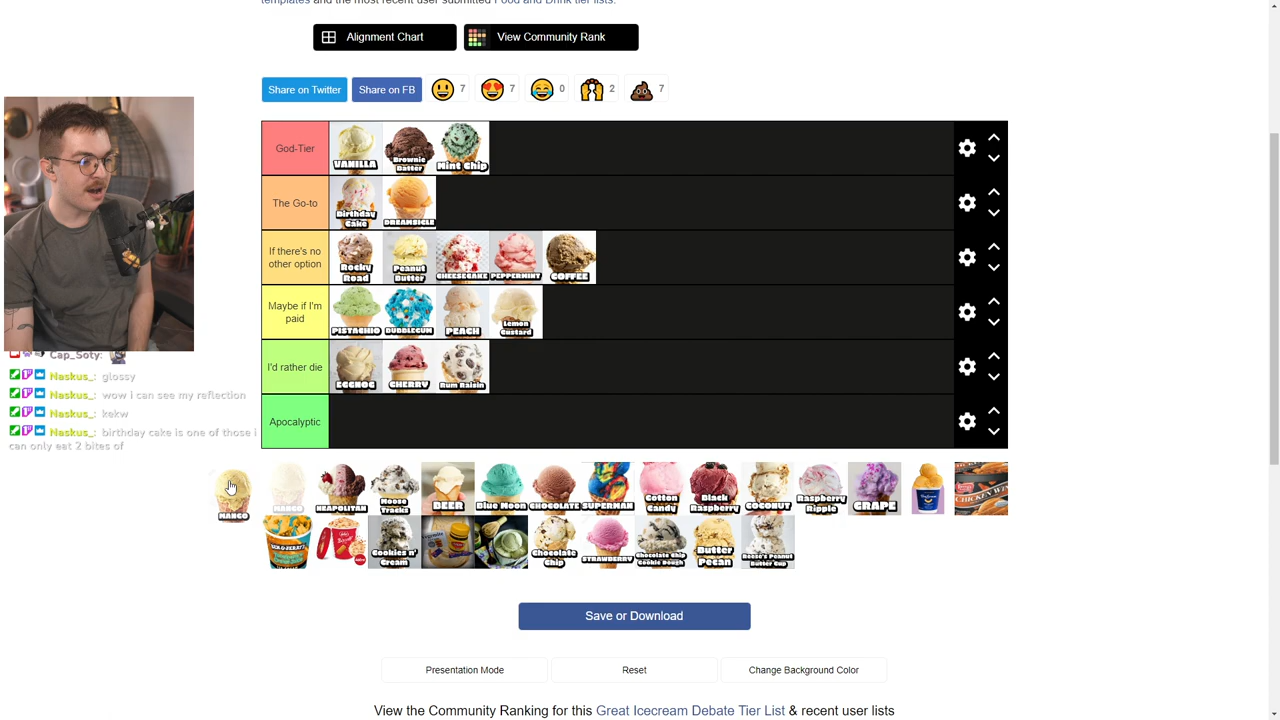 templates and the most recent user submitted Food and Drink tier lists.
Alignment Chart
View Community Rank
Share on Twitter
Share on FB
7
7
0
2
7
God-Tier
VANILLA
Brownie Batter
Mint Chip
The Go-to
Birthday Cake
DREAMSICLE
If there's no other option
Rocky Road
Peanut Butter
CHEESECAKE
PEPPERMINT
COFFEE
Maybe if I'm paid
PISTACHIO
BUBBLEGUM
PEACH
Lemon Custard
I'd rather die
EGGNOG
CHERRY
Rum Raisin
Apocalyptic
Cap_Soty:
Naskus_: glossy
Naskus_: wow i can see my reflection
Naskus_: kekw
Naskus_: birthday cake is one of those i
can only eat 2 bites of
MANGO
MANGO
NEAPOLITAN
Moose Tracks
BEER
Blue Moon
CHOCOLATE
SUPERMAN
Cotton Candy
Black Raspberry
COCONUT
Raspberry Ripple
GRAPE
CHICKEN WIN
BEN & JERRY'S
Cookies n' Cream
Chocolate Chip
STRAWBERRY
Chocolate Chip Cookie Dough
Butter Pecan
Reese's Peanut Butter Cup
Save or Download
Presentation Mode
Reset
Change Background Color
View the Community Ranking for this Great Icecream Debate Tier List & recent user lists